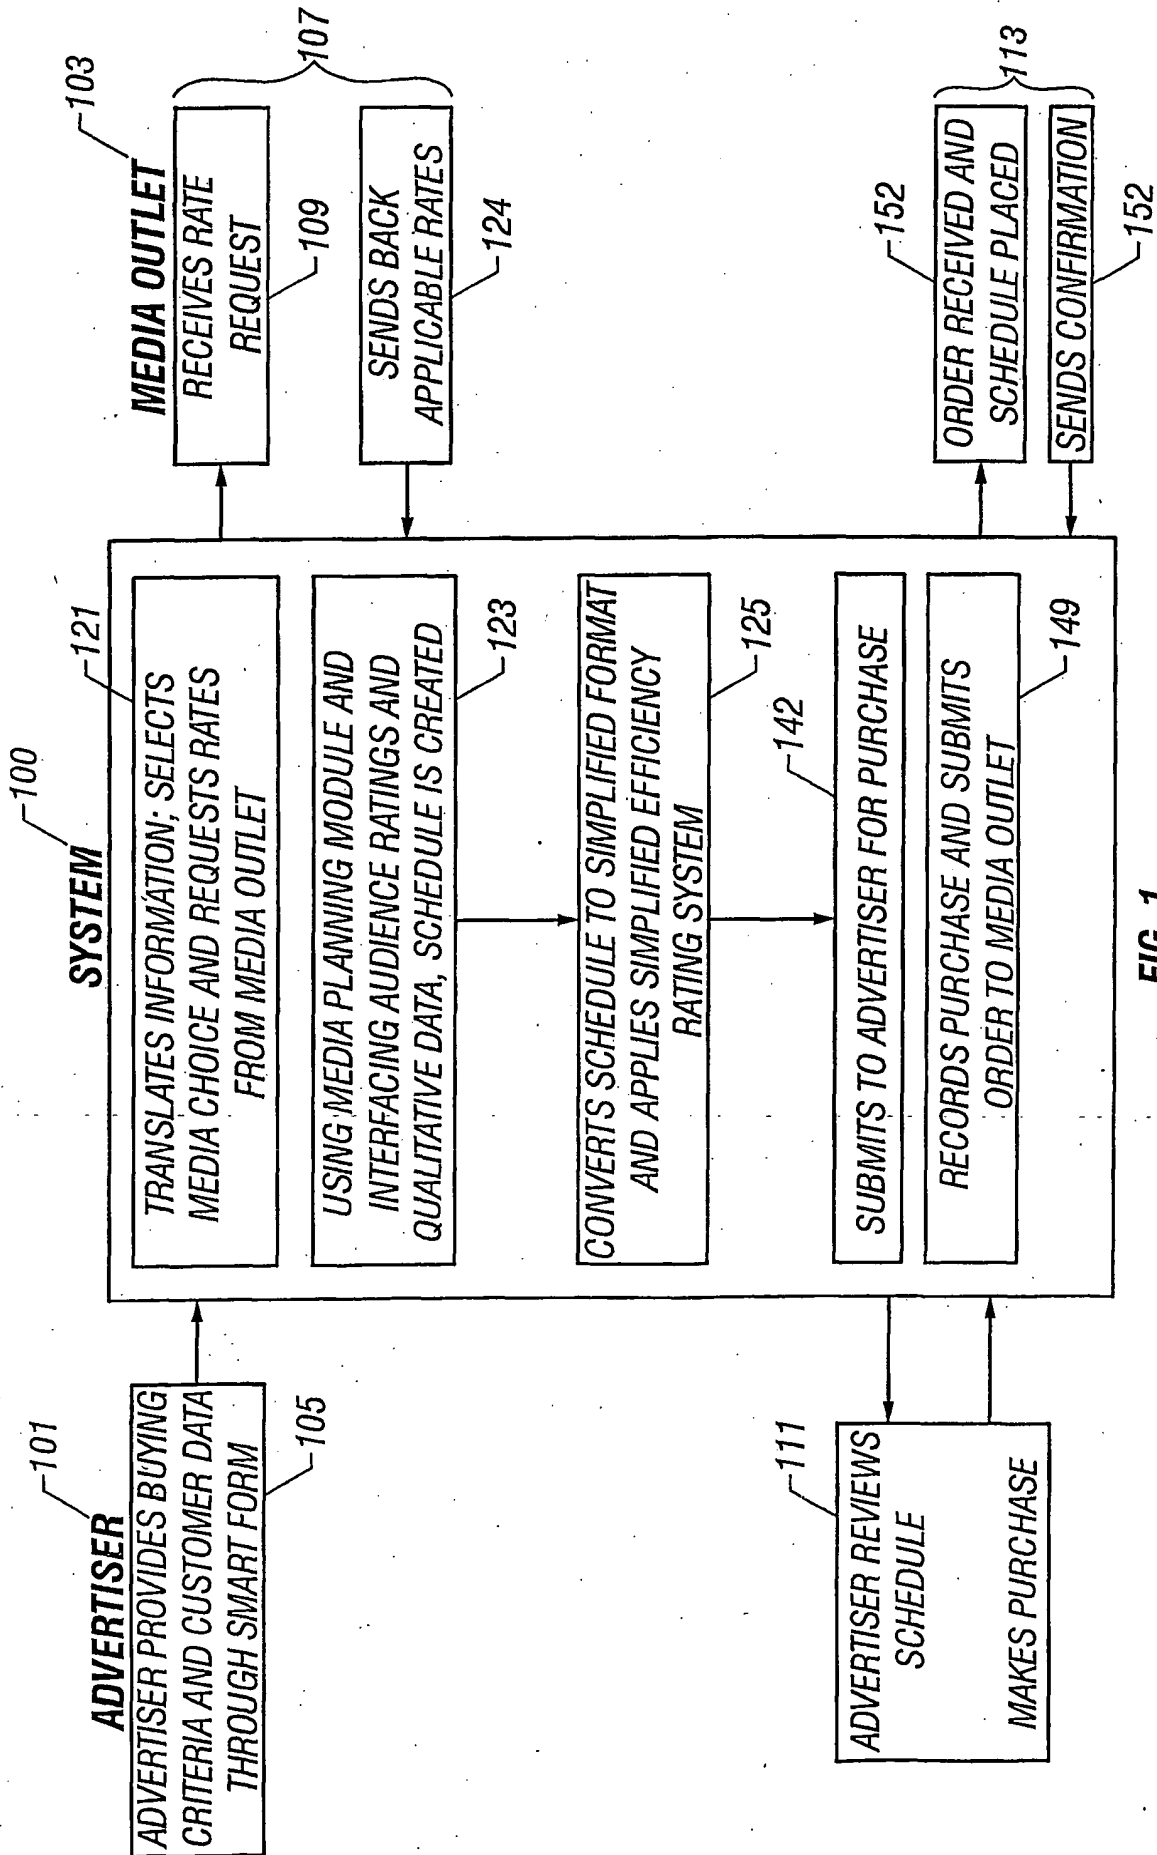 100
SYSTEM
101
ADVERTISER
ADVERTISER PROVIDES BUYING
CRITERIA AND CUSTOMER DATA
THROUGH SMART FORM
105
111
ADVERTISER REVIEWS
SCHEDULE
MAKES PURCHASE
121
TRANSLATES INFORMATION; SELECTS
MEDIA CHOICE AND REQUESTS RATES
FROM MEDIA OUTLET
USING MEDIA PLANNING MODULE AND
INTERFACING AUDIENCE RATINGS AND
QUALITATIVE DATA, SCHEDULE IS CREATED
123
CONVERTS SCHEDULE TO SIMPLIFIED FORMAT
AND APPLIES SIMPLIFIED EFFICIENCY
RATING SYSTEM
125
142
SUBMITS TO ADVERTISER FOR PURCHASE
RECORDS PURCHASE AND SUBMITS
ORDER TO MEDIA OUTLET
149
103
MEDIA OUTLET
RECEIVES RATE
REQUEST
109
107
SENDS BACK
APPLICABLE RATES
124
152
ORDER RECEIVED AND
SCHEDULE PLACED
113
SENDS CONFIRMATION
152
FIG. 1